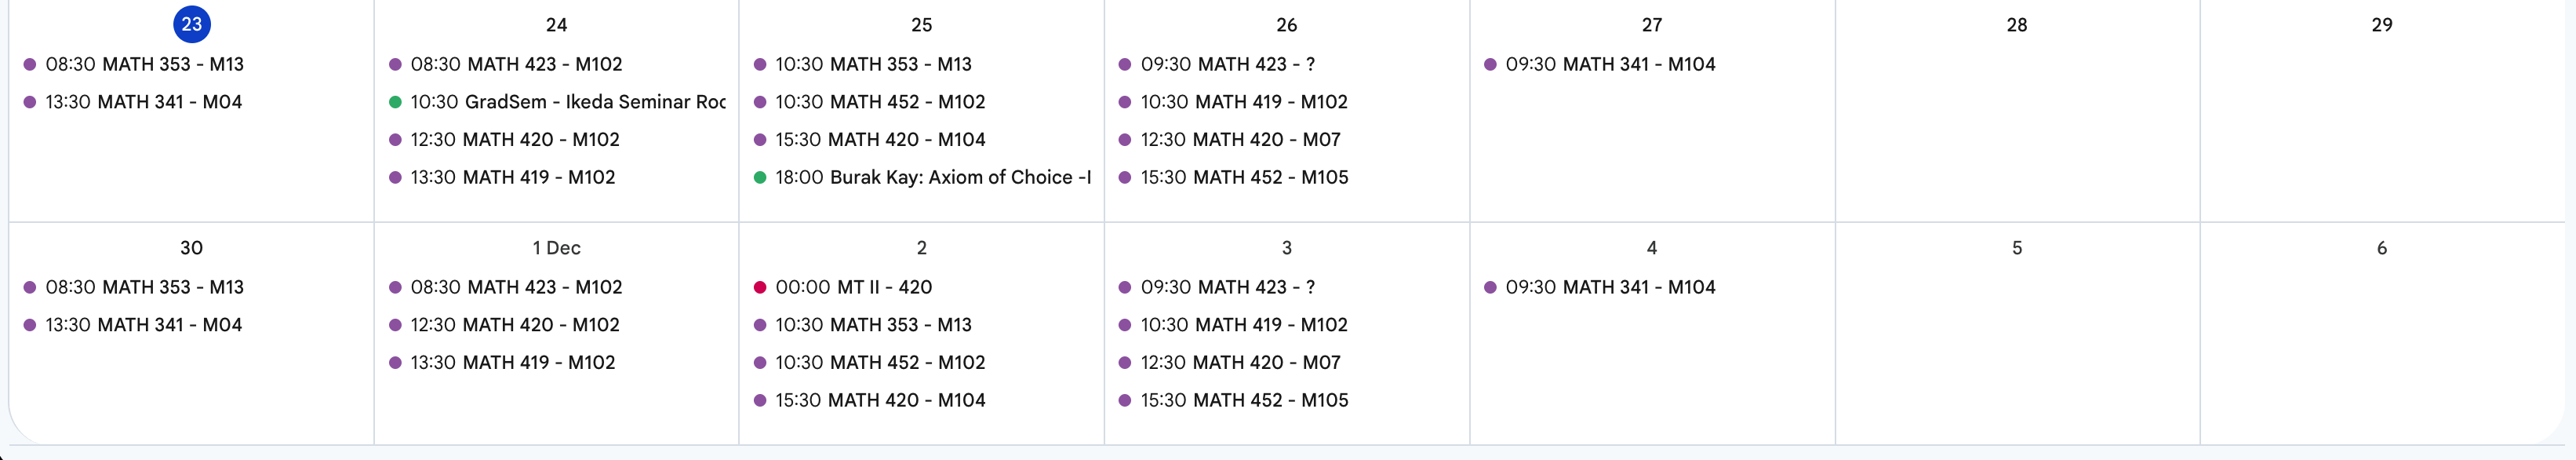 23
08:30 MATH 353 - M13
13:30 MATH 341 - M04
24
08:30 MATH 423 - M102
10:30 GradSem - Ikeda Seminar Roo
12:30 MATH 420 - M102
13:30 MATH 419 - M102
25
10:30 MATH 353 - M13
10:30 MATH 452 - M102
15:30 MATH 420 - M104
18:00 Burak Kay: Axiom of Choice -I
26
09:30 MATH 423 - ?
10:30 MATH 419 - M102
12:30 MATH 420 - M07
15:30 MATH 452 - M105
27
09:30 MATH 341 - M104
28
29
30
08:30 MATH 353 - M13
13:30 MATH 341 - M04
1 Dec
08:30 MATH 423 - M102
12:30 MATH 420 - M102
13:30 MATH 419 - M102
2
00:00 MT II - 420
10:30 MATH 353 - M13
10:30 MATH 452 - M102
15:30 MATH 420 - M104
3
09:30 MATH 423 - ?
10:30 MATH 419 - M102
12:30 MATH 420 - M07
15:30 MATH 452 - M105
4
09:30 MATH 341 - M104
5
6